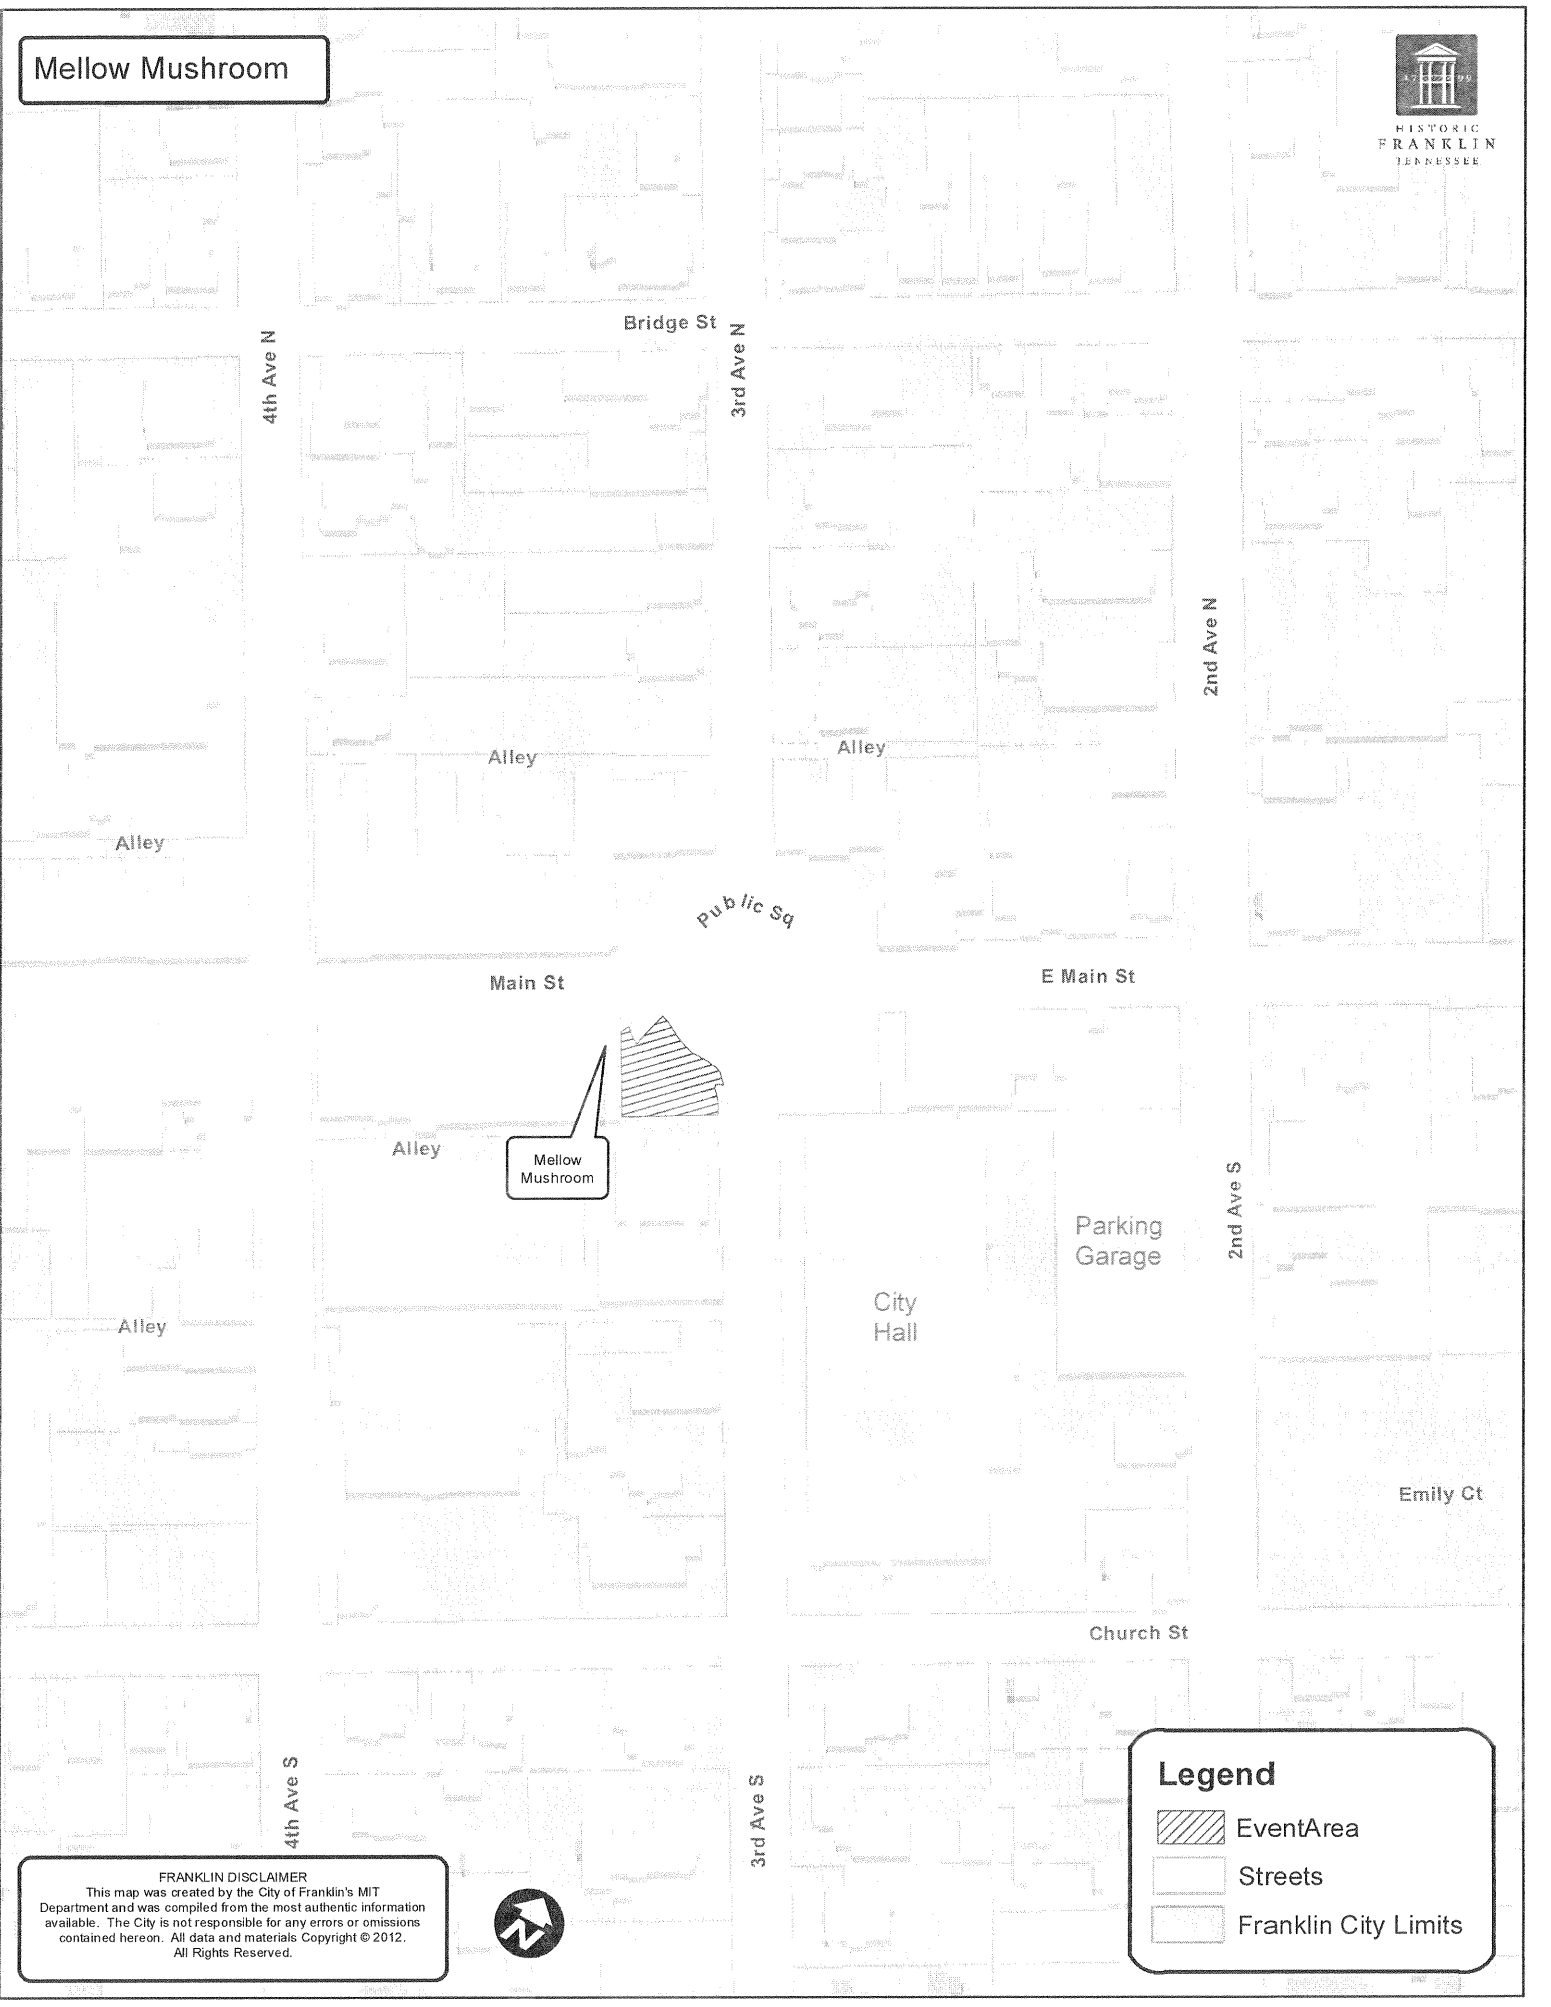 Mellow Mushroom
17 99
HISTORIC
FRANKLIN
TENNESSEE
Bridge St
4th Ave N
3rd Ave N
2nd Ave N
Alley
Alley
Alley
Public Sq
Main St
E Main St
Alley
Mellow
Mushroom
2nd Ave S
Parking
Garage
City
Hall
Alley
Emily Ct
Church St
4th Ave S
3rd Ave S
Legend
EventArea
Streets
Franklin City Limits
FRANKLIN DISCLAIMER
This map was created by the City of Franklin's MIT
Department and was compiled from the most authentic information
available. The City is not responsible for any errors or omissions
contained hereon. All data and materials Copyright © 2012.
All Rights Reserved.
N